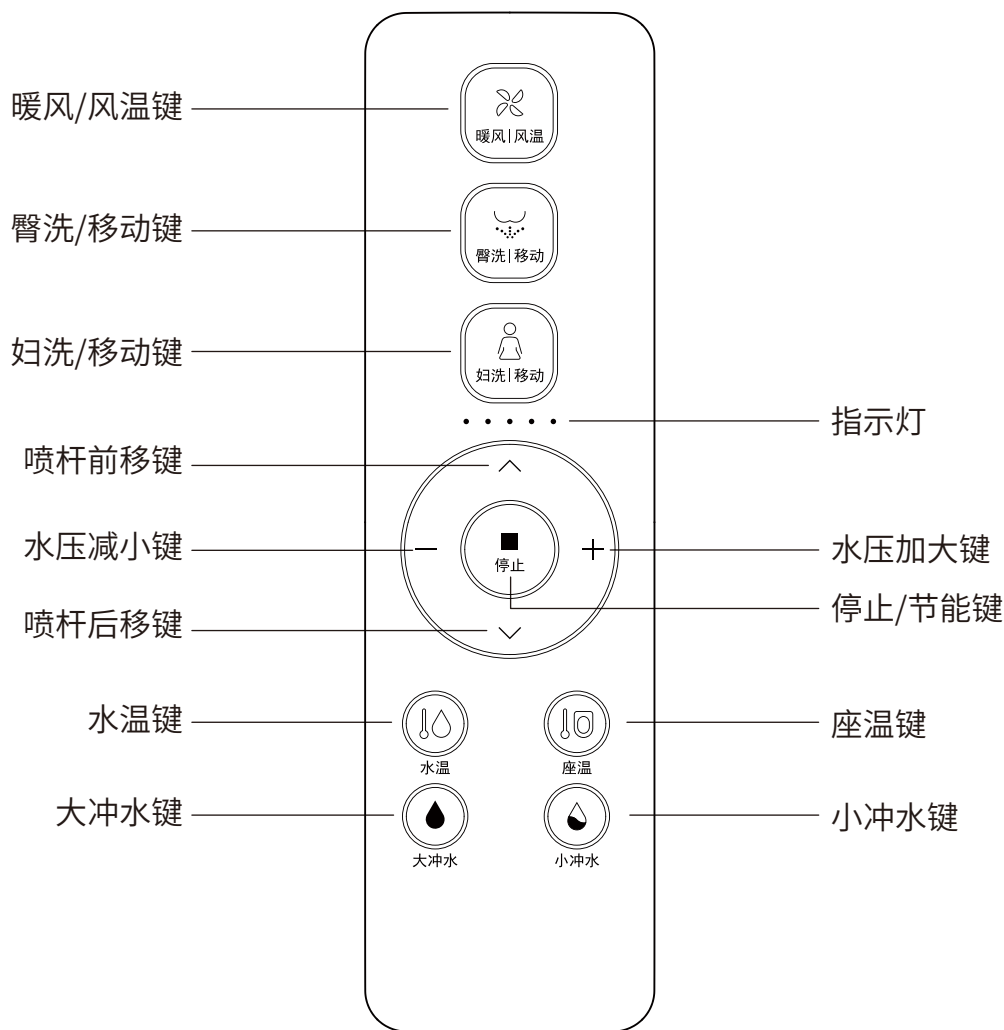 暖风/风温键
暖风|风温
臀洗/移动键
臀洗|移动
妇洗/移动键
妇洗|移动
指示灯
喷杆前移键
水压减小键
停止
水压加大键
停止/节能键
喷杆后移键
水温键
水温
座温
座温键
大冲水键
大冲水
小冲水
小冲水键